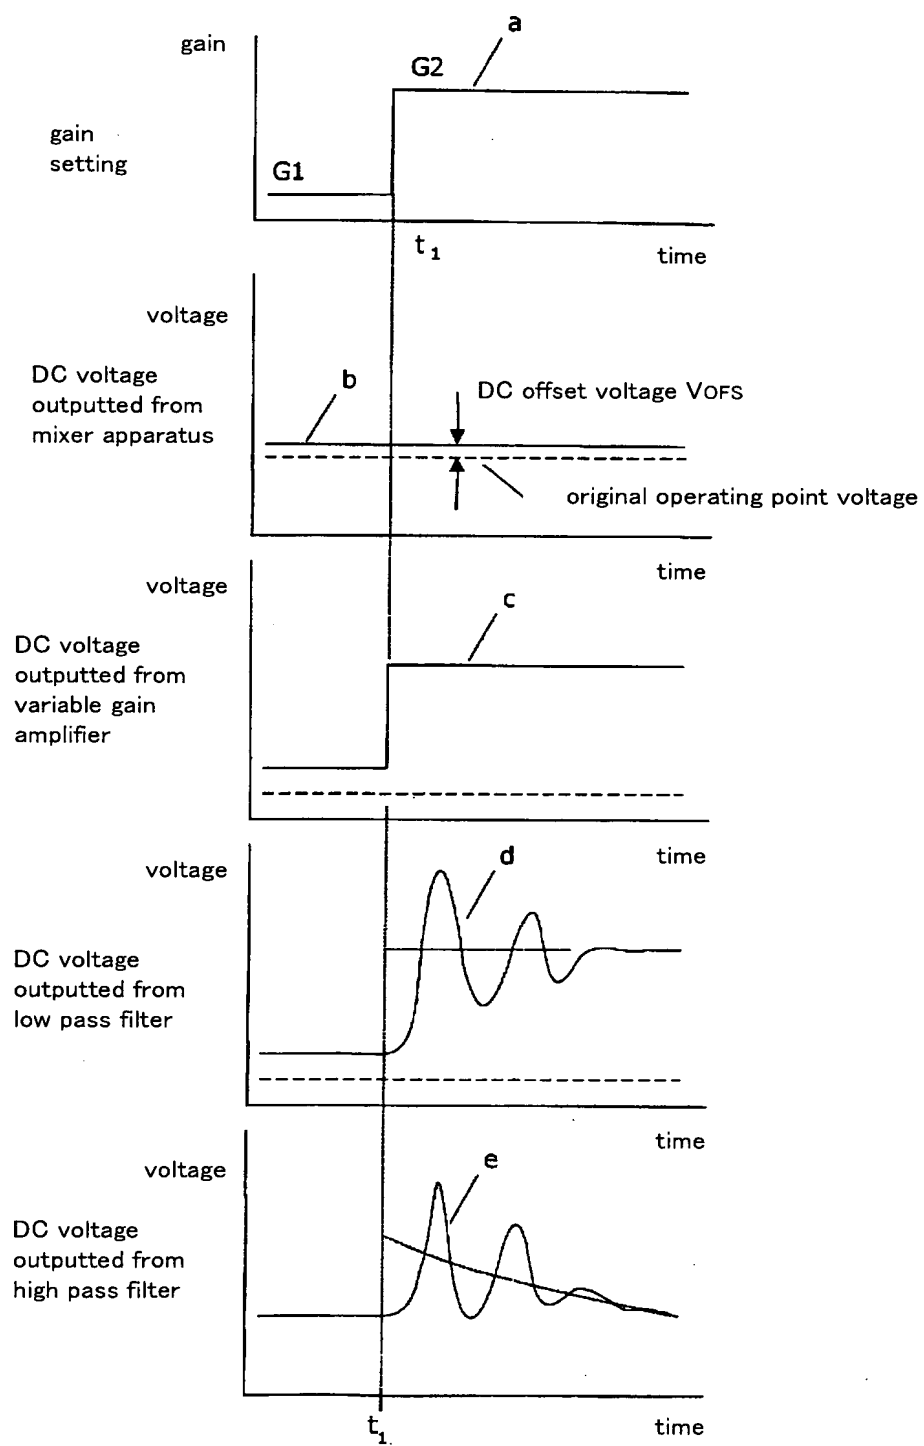 a
gain
G2
gain
setting
G1
t1
time
voltage
DC voltage
outputted from
mixer apparatus
b
DC offset voltage VOFS
original operating point voltage
time
voltage
c
DC voltage
outputted from
variable gain
amplifier
time
voltage
d
DC voltage
outputted from
low pass filter
time
voltage
e
DC voltage
outputted from
high pass filter
t1
time